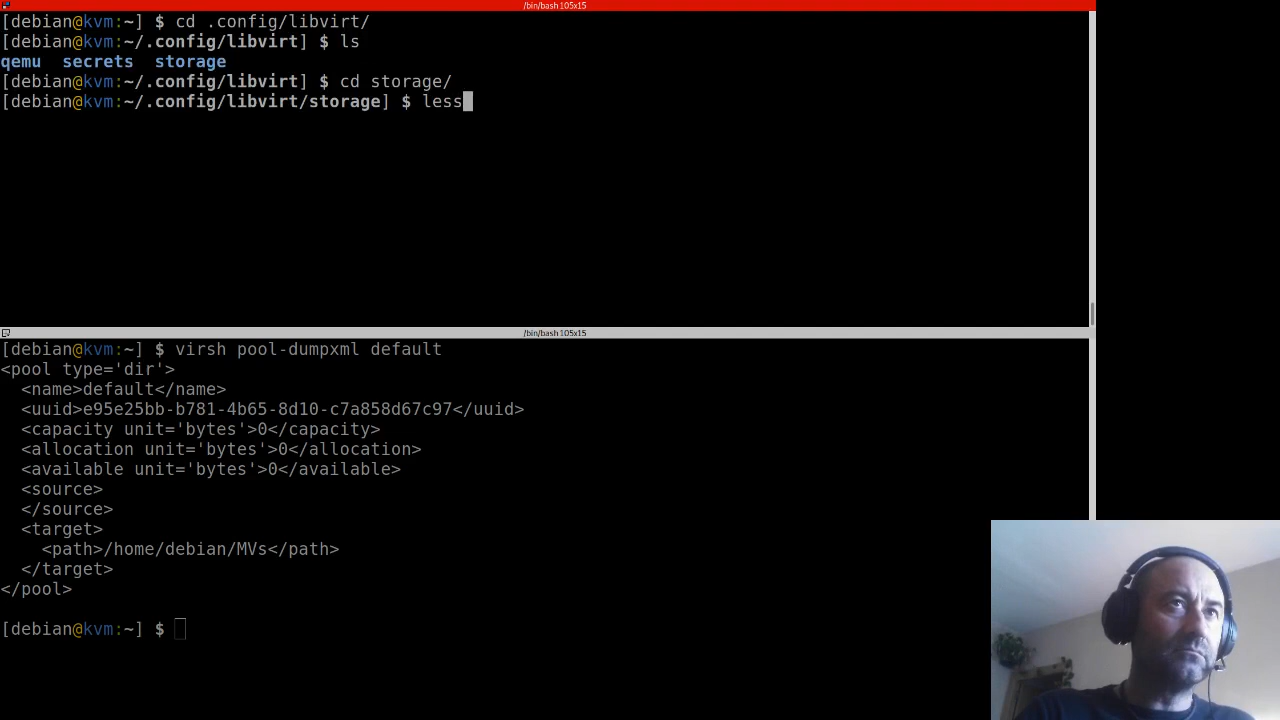 /bin/bash 105x15
[debian@kvm:~] $ cd .config/libvirt/
[debian@kvm:~/.config/libvirt] $ ls
qemu  secrets  storage
[debian@kvm:~/.config/libvirt] $ cd storage/
[debian@kvm:~/.config/libvirt/storage] $ less
/bin/bash 105x15
[debian@kvm:~] $ virsh pool-dumpxml default
<pool type='dir'>
  <name>default</name>
  <uuid>e95e25bb-b781-4b65-8d10-c7a858d67c97</uuid>
  <capacity unit='bytes'>0</capacity>
  <allocation unit='bytes'>0</allocation>
  <available unit='bytes'>0</available>
  <source>
  </source>
  <target>
    <path>/home/debian/MVs</path>
  </target>
</pool>
[debian@kvm:~] $